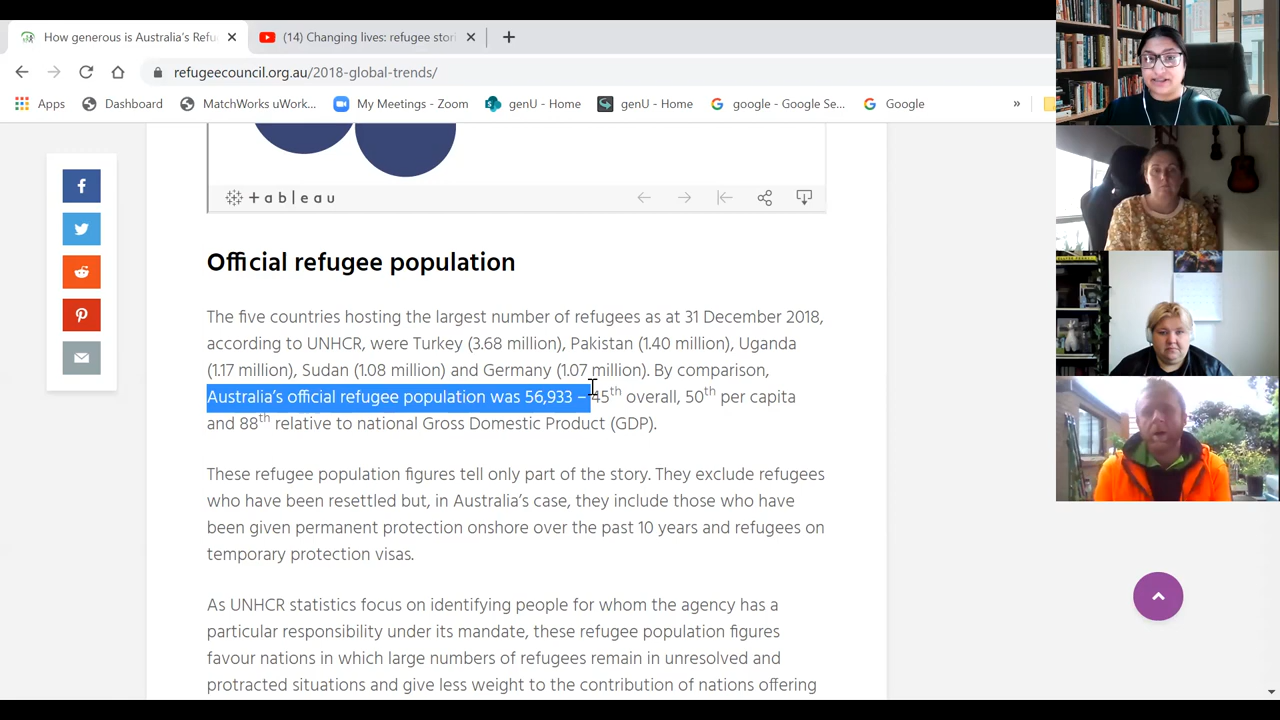 How generous is Australia's Refu
(14) Changing lives: refugee stori
refugeecouncil.org.au/2018-global-trends/
Apps
Dashboard
MatchWorks uWork...
My Meetings - Zoom
genU - Home
genU - Home
google - Google Se...
Google
»
+ a b l e a u
Official refugee population
The five countries hosting the largest number of refugees as at 31 December 2018,
according to UNHCR, were Turkey (3.68 million), Pakistan (1.40 million), Uganda
(1.17 million), Sudan (1.08 million) and Germany (1.07 million). By comparison,
Australia's official refugee population was 56,933 – 45th overall, 50th per capita
and 88th relative to national Gross Domestic Product (GDP).
These refugee population figures tell only part of the story. They exclude refugees
who have been resettled but, in Australia's case, they include those who have
been given permanent protection onshore over the past 10 years and refugees on
temporary protection visas.
As UNHCR statistics focus on identifying people for whom the agency has a
particular responsibility under its mandate, these refugee population figures
favour nations in which large numbers of refugees remain in unresolved and
protracted situations and give less weight to the contribution of nations offering